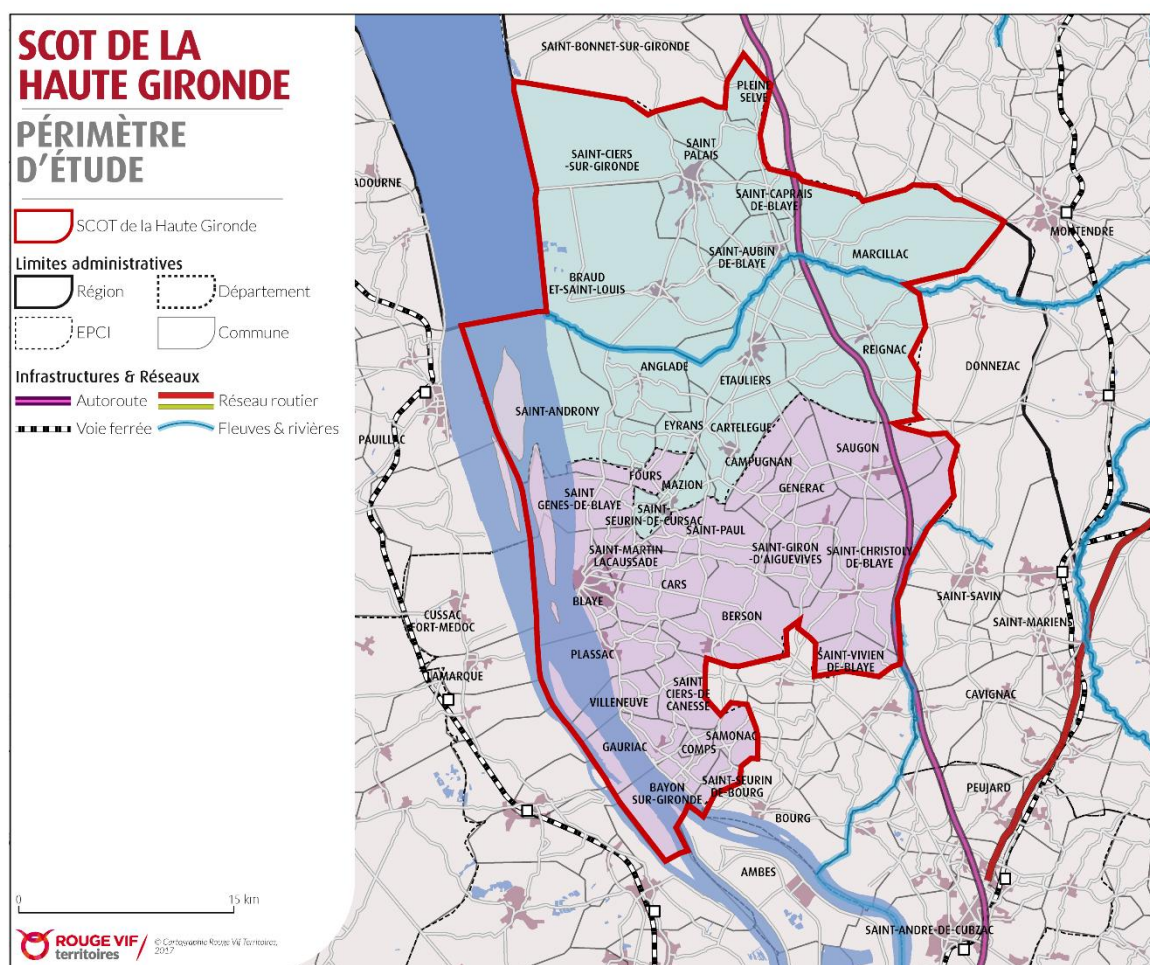 SCOT DE LA
HAUTE GIRONDE
PÉRIMÈTRE
D'ÉTUDE
SCOT de la Haute Gironde
Limites administratives
Région
Département
EPCI
Commune
Infrastructures & Réseaux
Autoroute
Réseau routier
Voie ferrée
Fleuves & rivières
0
15 km
ROUGE VIF
territoires
© Cartographie Rouge Vif Territoires,
2017
SAINT-BONNET-SUR-GIRONDE
PLEINE
SELVE
SAINT-CIERS
-SUR-GIRONDE
SAINT
PALAIS
ADOURNE
SAINT-CAPRAIS
DE-BLAYE
MONTENDRE
MARCILLAC
SAINT-AUBIN
DE-BLAYE
BRAUD
ET-SAINT-LOUIS
REIGNAC
DONNEZAC
ANGLADE
ETAULIERS
SAINT-ANDRONY
EYRANS
CARTELEGUE
PAUILLAC
SAUGON
CAMPUGNAN
FOURS
MAZION
GENERAC
SAINT
GENES-DE-BLAYE
SAINT-
SEURIN-DE-CURSAC
SAINT-PAUL
SAINT-MARTIN
LACAUSSADE
SAINT-GIRON
-D'AIGUEVIVES
SAINT-CHRISTOLY
DE-BLAYE
CARS
BLAYE
SAINT-SAVIN
CUSSAC
FORT-MEDOC
BERSON
SAINT-MARIENS
PLASSAC
SAINT-VIVIEN
DE-BLAYE
LAMARQUE
SAINT
CIERS-DE
CANESSE
CAVIGNAC
VILLENEUVE
SAMONAC
GAURIAC
COMPS
SAINT-SEURIN
DE-BOURG
BAYON
SUR-GIRONDE
PEUJARD
BOURG
AMBES
SAINT-ANDRE-DE-CUBZAC